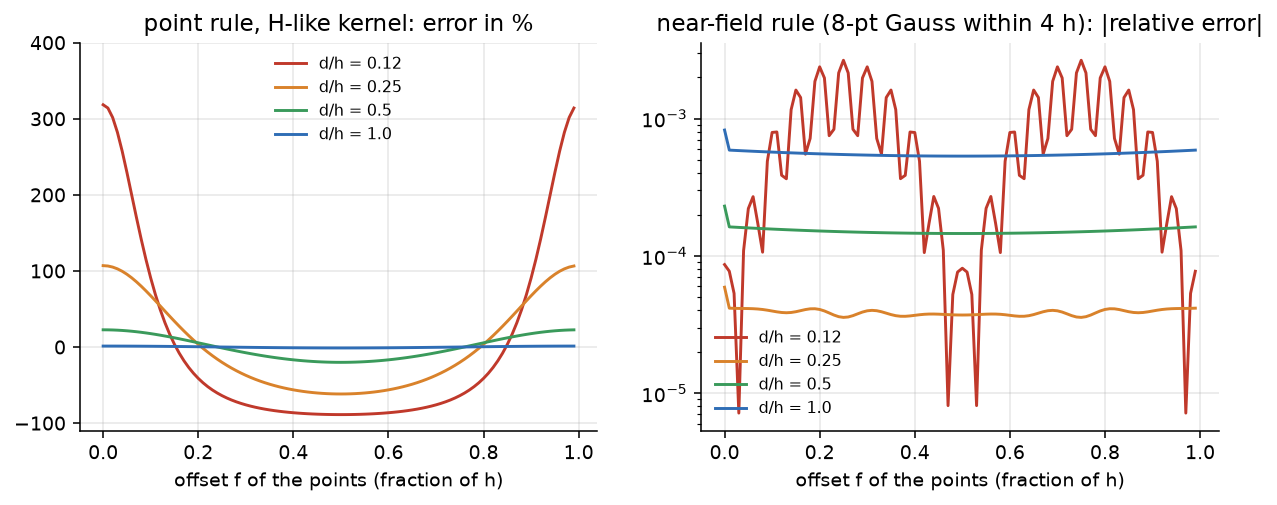 point rule, H-like kernel: error in %
400
300
200
100
0
−100
0.0 0.2 0.4 0.6 0.8 1.0
d/h = 0.12
d/h = 0.25
d/h = 0.5
d/h = 1.0
offset f of the points (fraction of h)
near-field rule (8-pt Gauss within 4 h): |relative error|
10⁻³
10⁻⁴
10⁻⁵
d/h = 0.12
d/h = 0.25
d/h = 0.5
d/h = 1.0
0.0 0.2 0.4 0.6 0.8 1.0
offset f of the points (fraction of h)